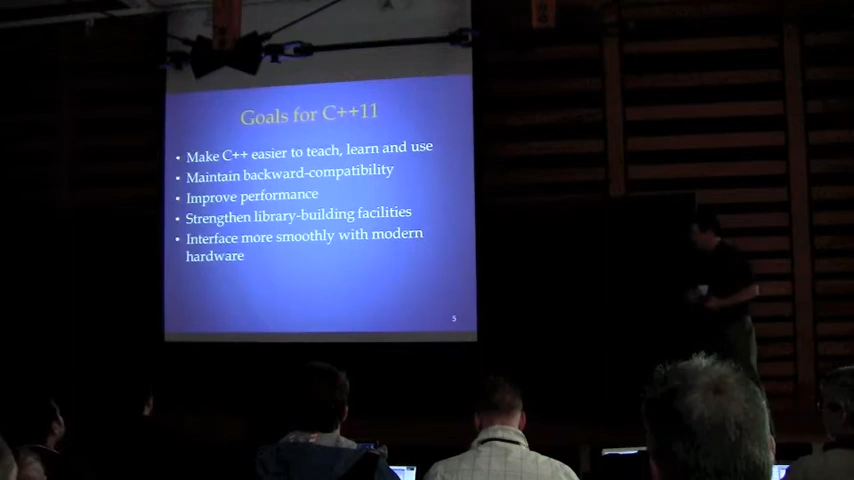 Goals for C++11
• Make C++ easier to teach, learn and use
• Maintain backward-compatibility
• Improve performance
• Strengthen library-building facilities
• Interface more smoothly with modern
hardware
5